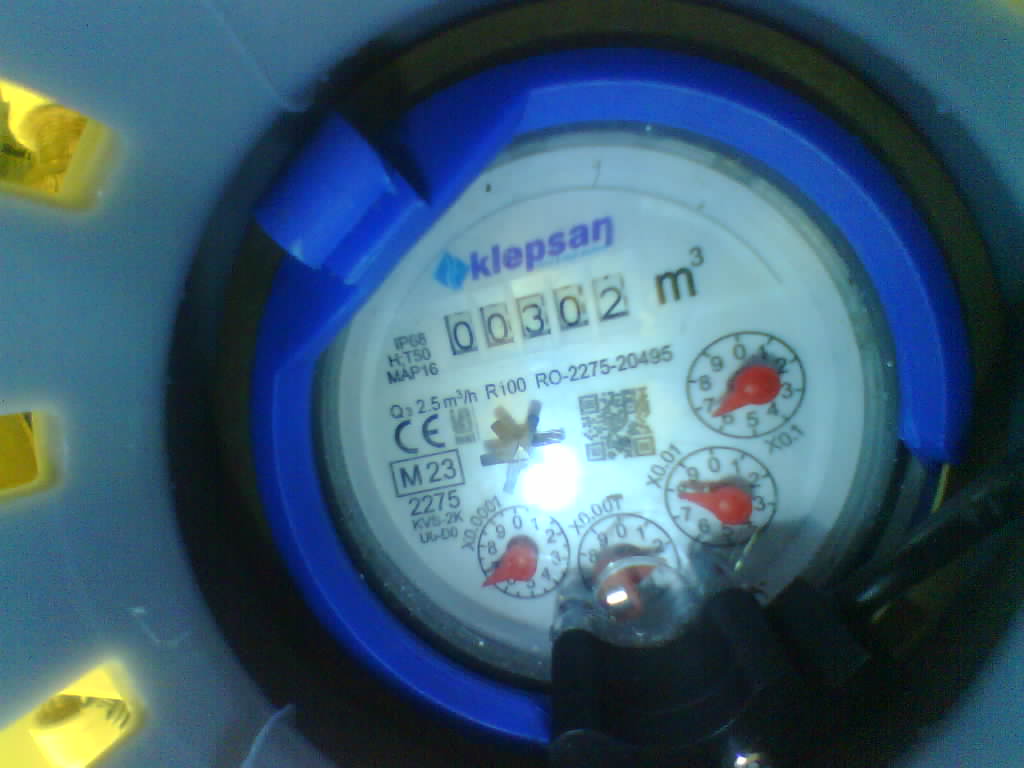 klepsan
00302 m³
IP68
H;T50
MAP16
Q₃ 2.5 m³/h R100 RO-2275-20495
CE
M 23
2275
KVS-2K
X0.1
X0.01
X0.001
X0.0001